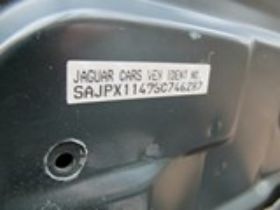 JAGUAR CARS VEH IDENT NO.
SAJPX1147SC746297